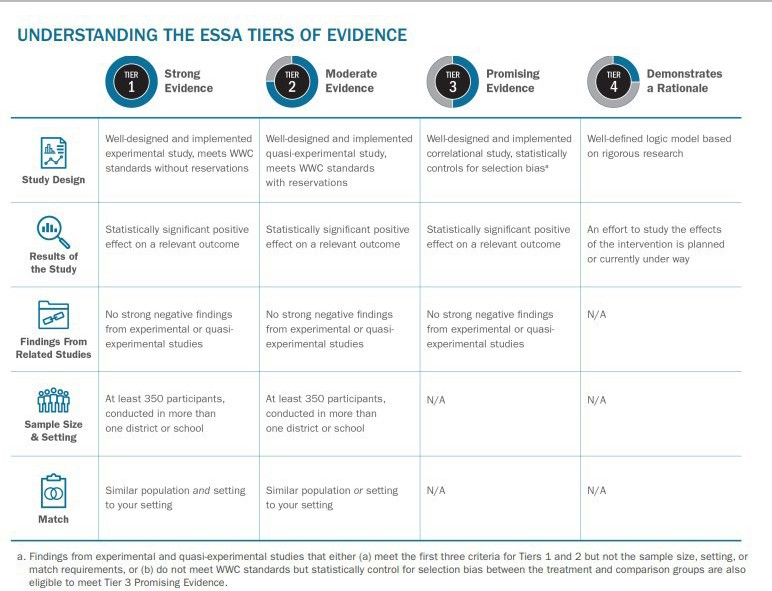 UNDERSTANDING THE ESSA TIERS OF EVIDENCE
TIER
1
Strong
Evidence
TIER
2
Moderate
Evidence
TIER
3
Promising
Evidence
TIER
4
Demonstrates
a Rationale
Study Design
Well-designed and implemented
experimental study, meets WWC
standards without reservations
Well-designed and implemented
quasi-experimental study,
meets WWC standards
with reservations
Well-designed and implemented
correlational study, statistically
controls for selection biasᵃ
Well-defined logic model based
on rigorous research
Results of
the Study
Statistically significant positive
effect on a relevant outcome
Statistically significant positive
effect on a relevant outcome
Statistically significant positive
effect on a relevant outcome
An effort to study the effects
of the intervention is planned
or currently under way
Findings From
Related Studies
No strong negative findings
from experimental or quasi-
experimental studies
No strong negative findings
from experimental or quasi-
experimental studies
No strong negative findings
from experimental or quasi-
experimental studies
N/A
Sample Size
& Setting
At least 350 participants,
conducted in more than
one district or school
At least 350 participants,
conducted in more than
one district or school
N/A
N/A
Match
Similar population and setting
to your setting
Similar population or setting
to your setting
N/A
N/A
a. Findings from experimental and quasi-experimental studies that either (a) meet the first three criteria for Tiers 1 and 2 but not the sample size, setting, or
match requirements, or (b) do not meet WWC standards but statistically control for selection bias between the treatment and comparison groups are also
eligible to meet Tier 3 Promising Evidence.